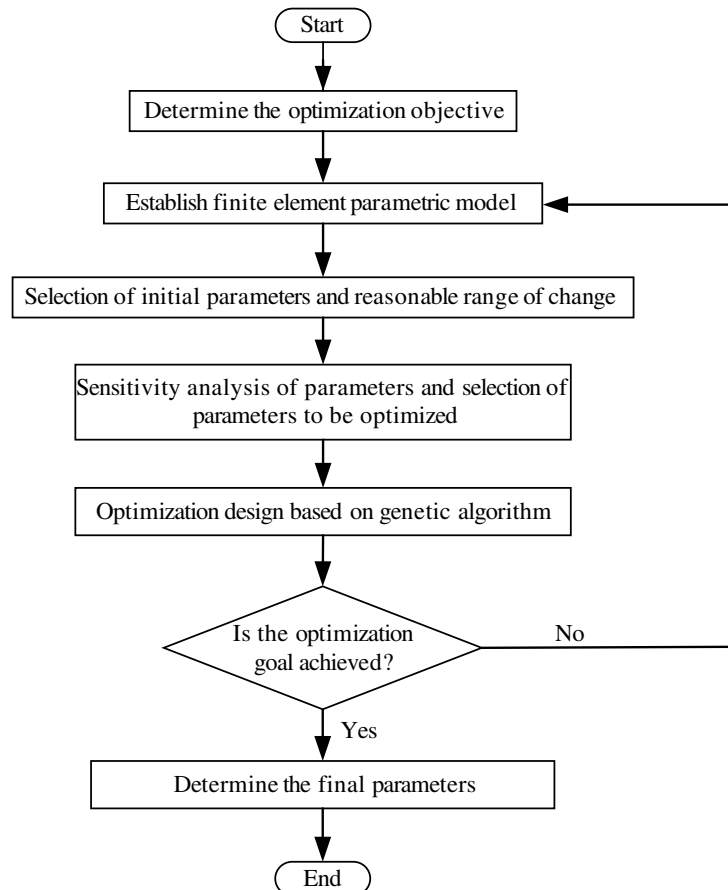 Start
Determine the optimization objective
Establish finite element parametric model
Selection of initial parameters and reasonable range of change
Sensitivity analysis of parameters and selection of
parameters to be optimized
Optimization design based on genetic algorithm
Is the optimization
goal achieved?
No
Yes
Determine the final parameters
End